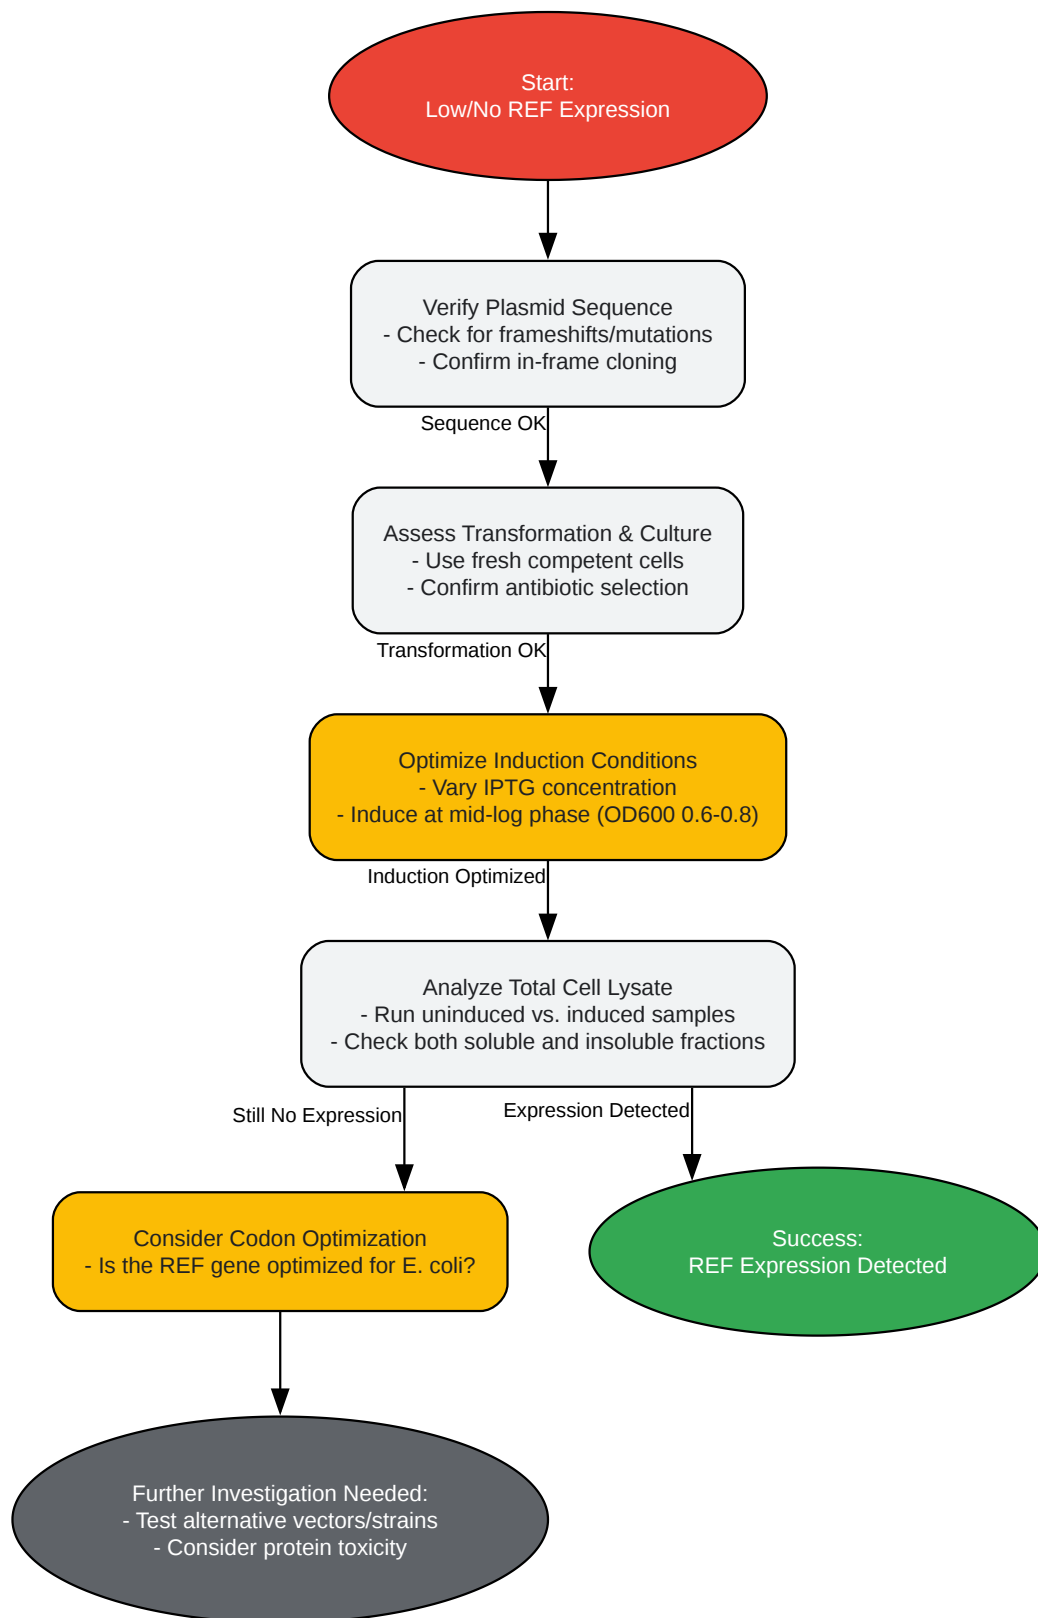 Start:
Low/No REF Expression
Verify Plasmid Sequence
- Check for frameshifts/mutations
- Confirm in-frame cloning
Sequence OK
Assess Transformation & Culture
- Use fresh competent cells
- Confirm antibiotic selection
Transformation OK
Optimize Induction Conditions
- Vary IPTG concentration
- Induce at mid-log phase (OD600 0.6-0.8)
Induction Optimized
Analyze Total Cell Lysate
- Run uninduced vs. induced samples
- Check both soluble and insoluble fractions
Still No Expression
Expression Detected
Consider Codon Optimization
- Is the REF gene optimized for E. coli?
Success:
REF Expression Detected
Further Investigation Needed:
- Test alternative vectors/strains
- Consider protein toxicity